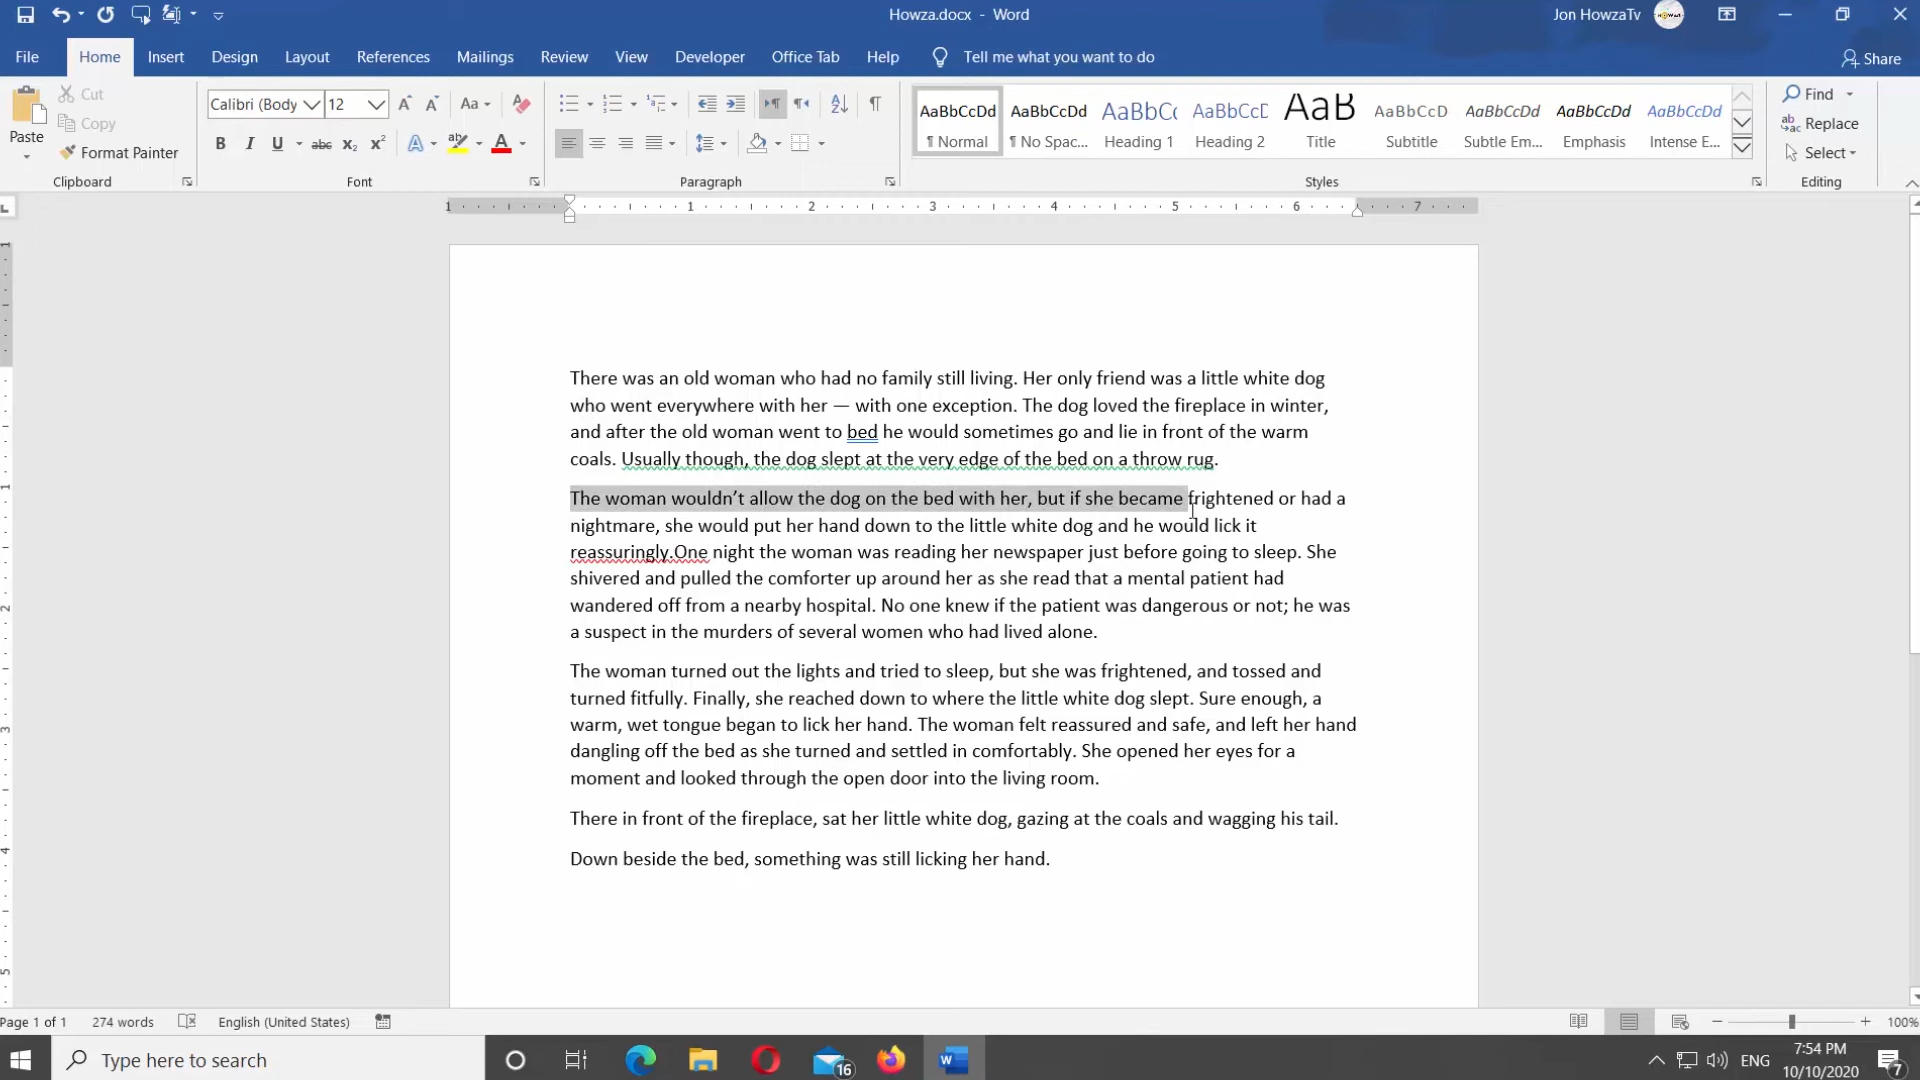 Howza.docx - Word
Jon HowzaTv
File Home Insert Design Layout References Mailings Review View Developer Office Tab Help Tell me what you want to do
Share
Paste
Cut
Copy
Format Painter
Clipboard
Calibri (Body 12
Aa
B I U abc x₂ x²
A
Font
Paragraph
AaBbCcDd AaBbCcDd AaBbC AaBbCcC AaB AaBbCcD AaBbCcDd AaBbCcDd AaBbCcDd
¶ Normal ¶ No Spac... Heading 1 Heading 2 Title Subtitle Subtle Em... Emphasis Intense E...
Styles
Find
Replace
Select
Editing
1 1 2 3 4 5 6 7
There was an old woman who had no family still living. Her only friend was a little white dog
who went everywhere with her — with one exception. The dog loved the fireplace in winter,
and after the old woman went to bed he would sometimes go and lie in front of the warm
coals. Usually though, the dog slept at the very edge of the bed on a throw rug.
The woman wouldn’t allow the dog on the bed with her, but if she became frightened or had a
nightmare, she would put her hand down to the little white dog and he would lick it
reassuringly.One night the woman was reading her newspaper just before going to sleep. She
shivered and pulled the comforter up around her as she read that a mental patient had
wandered off from a nearby hospital. No one knew if the patient was dangerous or not; he was
a suspect in the murders of several women who had lived alone.
The woman turned out the lights and tried to sleep, but she was frightened, and tossed and
turned fitfully. Finally, she reached down to where the little white dog slept. Sure enough, a
warm, wet tongue began to lick her hand. The woman felt reassured and safe, and left her hand
dangling off the bed as she turned and settled in comfortably. She opened her eyes for a
moment and looked through the open door into the living room.
There in front of the fireplace, sat her little white dog, gazing at the coals and wagging his tail.
Down beside the bed, something was still licking her hand.
Page 1 of 1 274 words English (United States)
100%
Type here to search
16
ENG
7:54 PM
10/10/2020
7